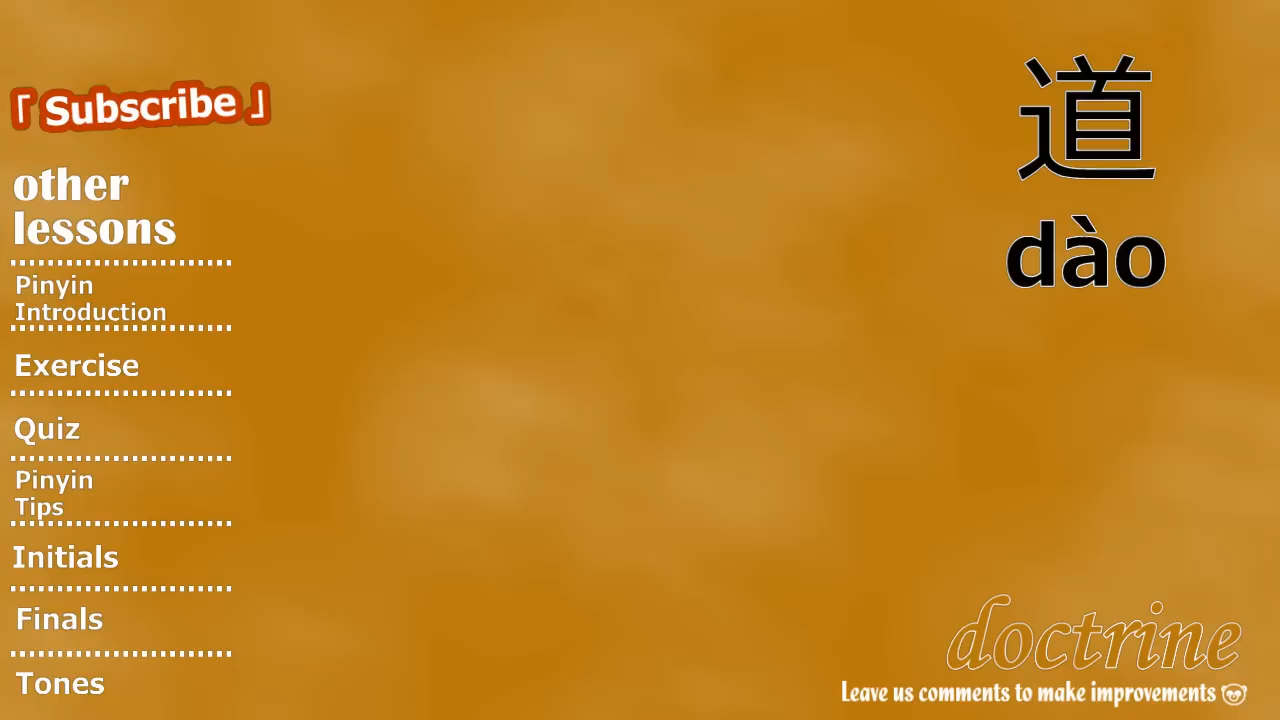 「 Subscribe 」
other
lessons
Pinyin
Introduction
Exercise
Quiz
Pinyin
Tips
Initials
Finals
Tones
道
dào
doctrine
Leave us comments to make improvements